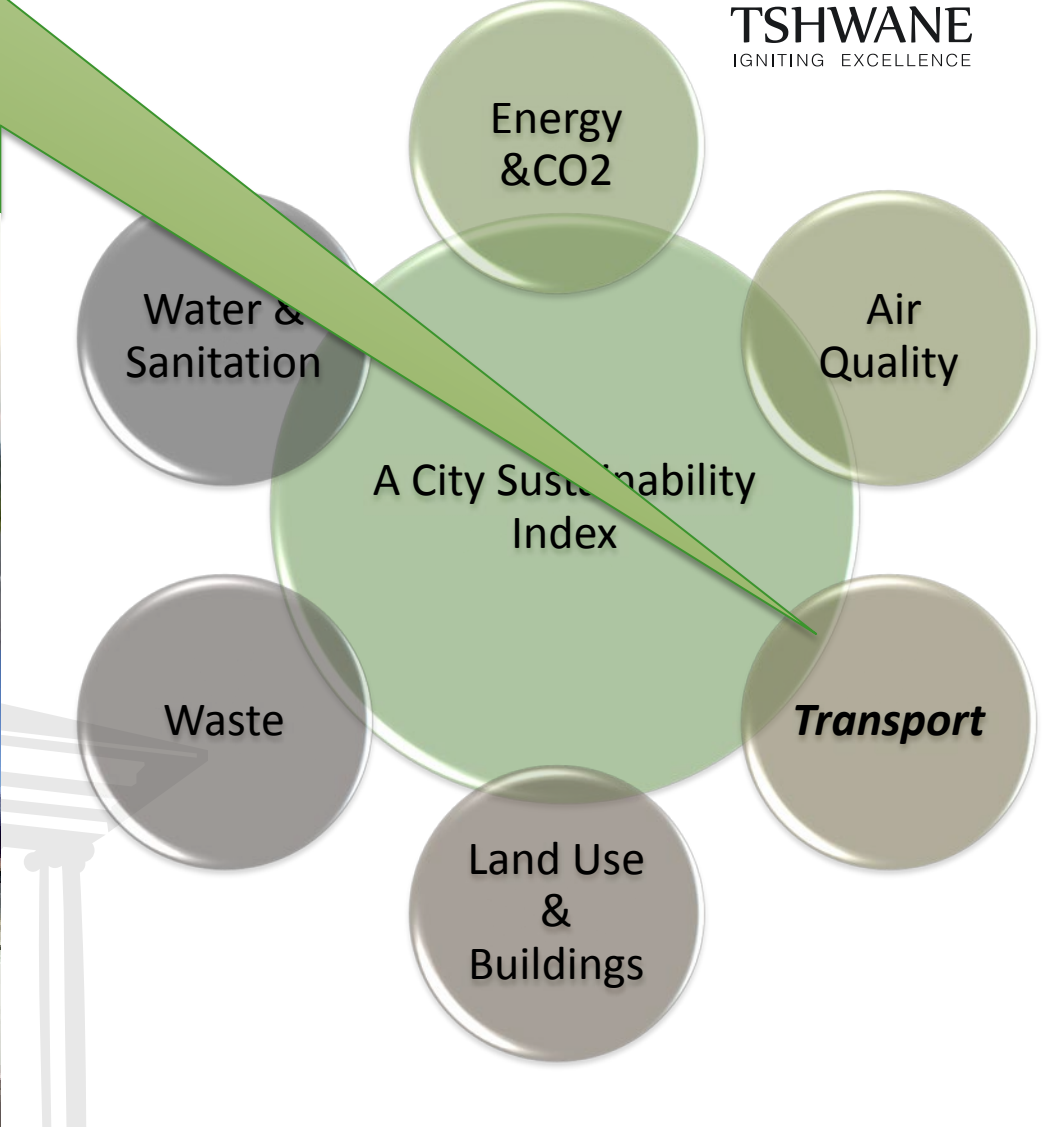 TSHWANE
IGNITING EXCELLENCE
Energy
&CO2
Air
Quality
Water &
Sanitation
A City Sustainability
Index
Transport
Waste
Land Use
&
Buildings